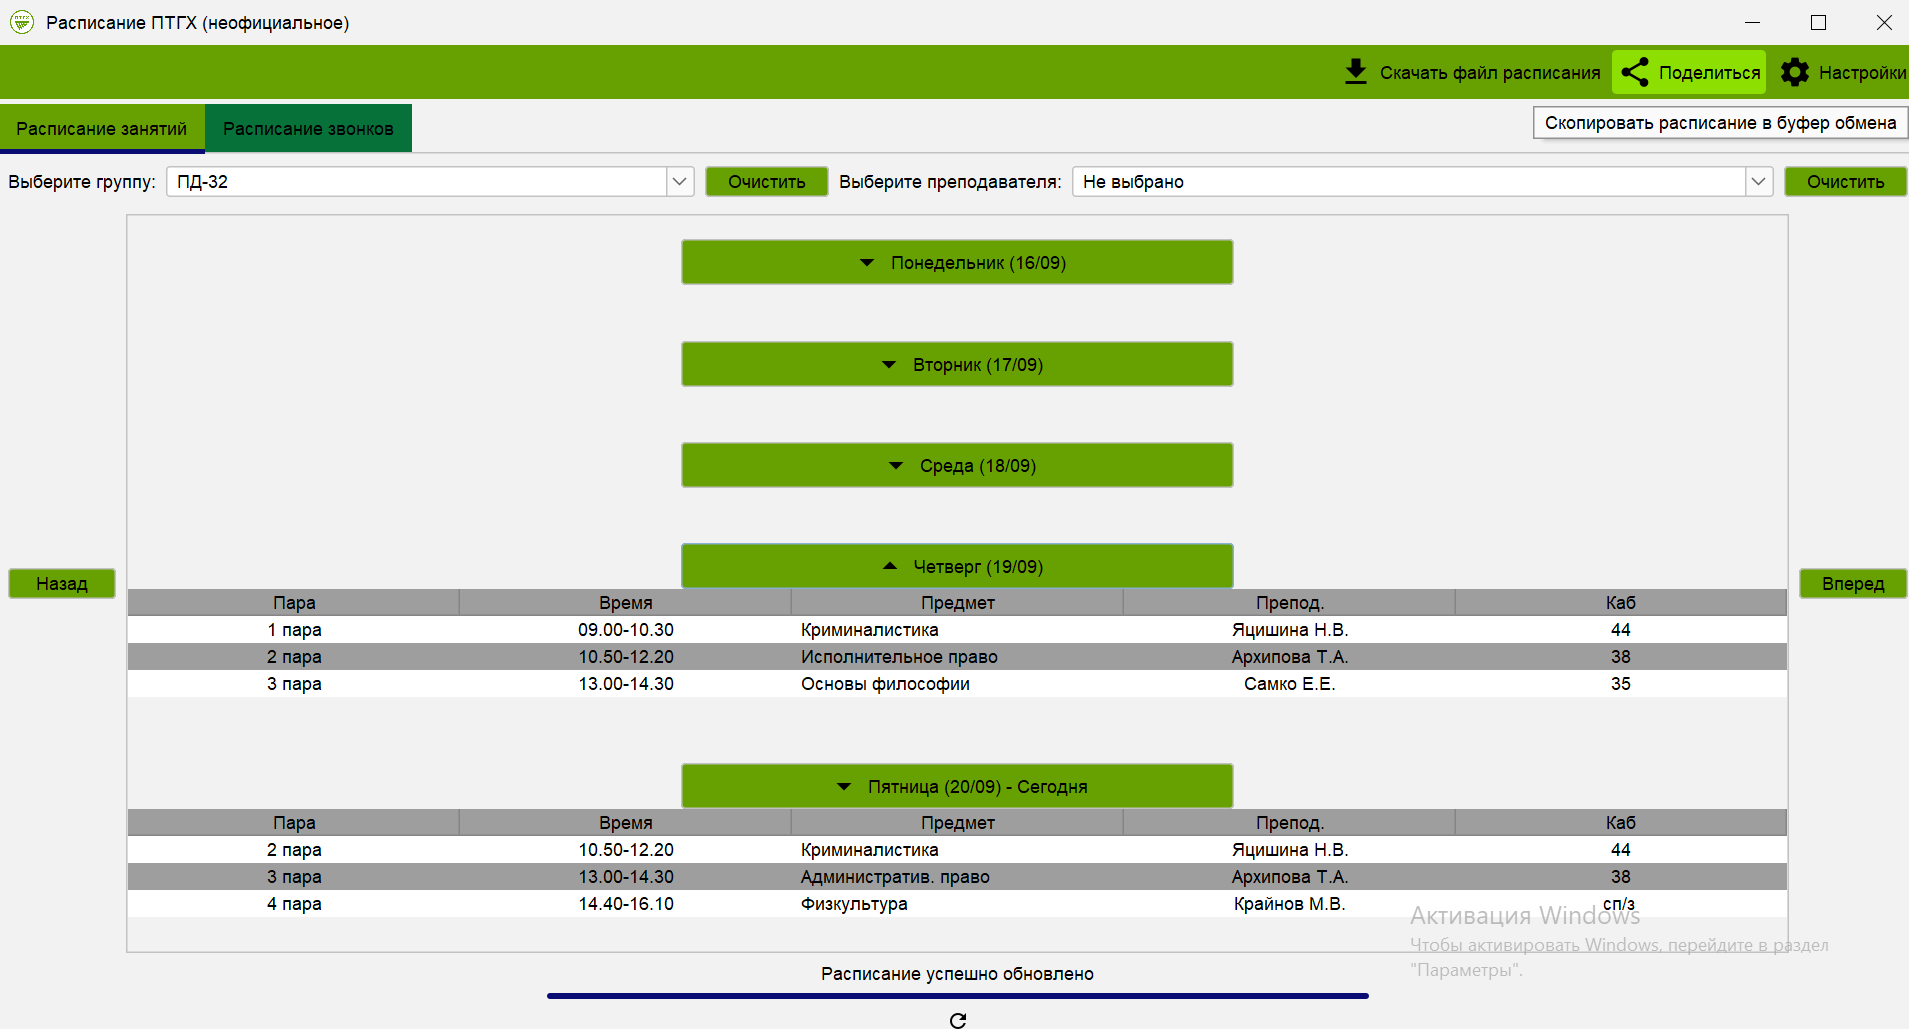 Расписание ПТГХ (неофициальное)
Скачать файл расписания Поделиться Настройки
Расписание занятий Расписание звонков
Скопировать расписание в буфер обмена
Выберите группу: ПД-32 Очистить Выберите преподавателя: Не выбрано Очистить
Понедельник (16/09)
Вторник (17/09)
Среда (18/09)
Четверг (19/09)
Назад Вперед
Пара Время Предмет Препод. Каб
1 пара 09.00-10.30 Криминалистика Яцишина Н.В. 44
2 пара 10.50-12.20 Исполнительное право Архипова Т.А. 38
3 пара 13.00-14.30 Основы философии Самко Е.Е. 35
Пятница (20/09) - Сегодня
Пара Время Предмет Препод. Каб
2 пара 10.50-12.20 Криминалистика Яцишина Н.В. 44
3 пара 13.00-14.30 Административ. право Архипова Т.А. 38
4 пара 14.40-16.10 Физкультура Крайнов М.В. сп/з
Активация Windows
Чтобы активировать Windows, перейдите в раздел
"Параметры".
Расписание успешно обновлено